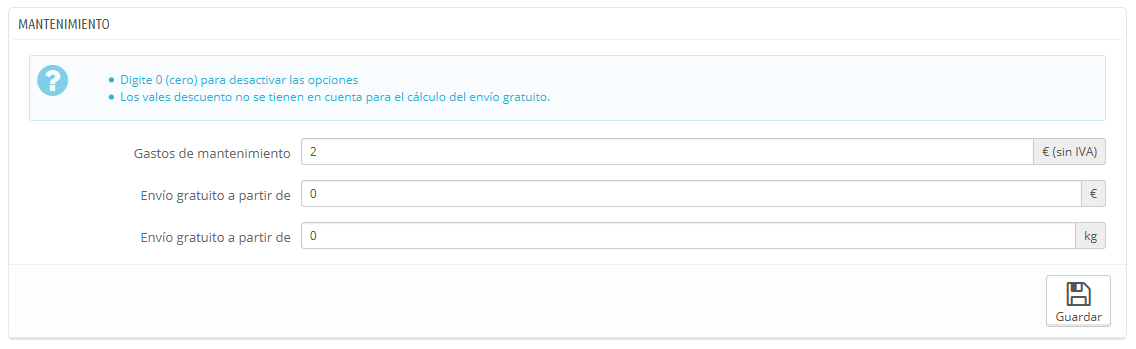 MANTENIMIENTO
?
• Digite 0 (cero) para desactivar las opciones
• Los vales descuento no se tienen en cuenta para el cálculo del envío gratuito.
Gastos de mantenimiento 2 € (sin IVA)
Envío gratuito a partir de 0 €
Envío gratuito a partir de 0 kg
Guardar